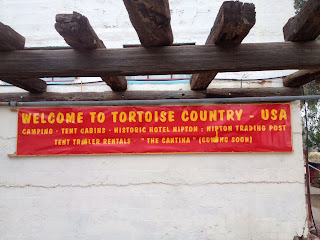 WELCOME TO TORTOISE COUNTRY - USA
CAMPING - TENT CABINS - HISTORIC HOTEL NIPTON - NIPTON TRADING POST
TENT TRAILER RENTALS - "THE CANTINA" (COMING SOON)